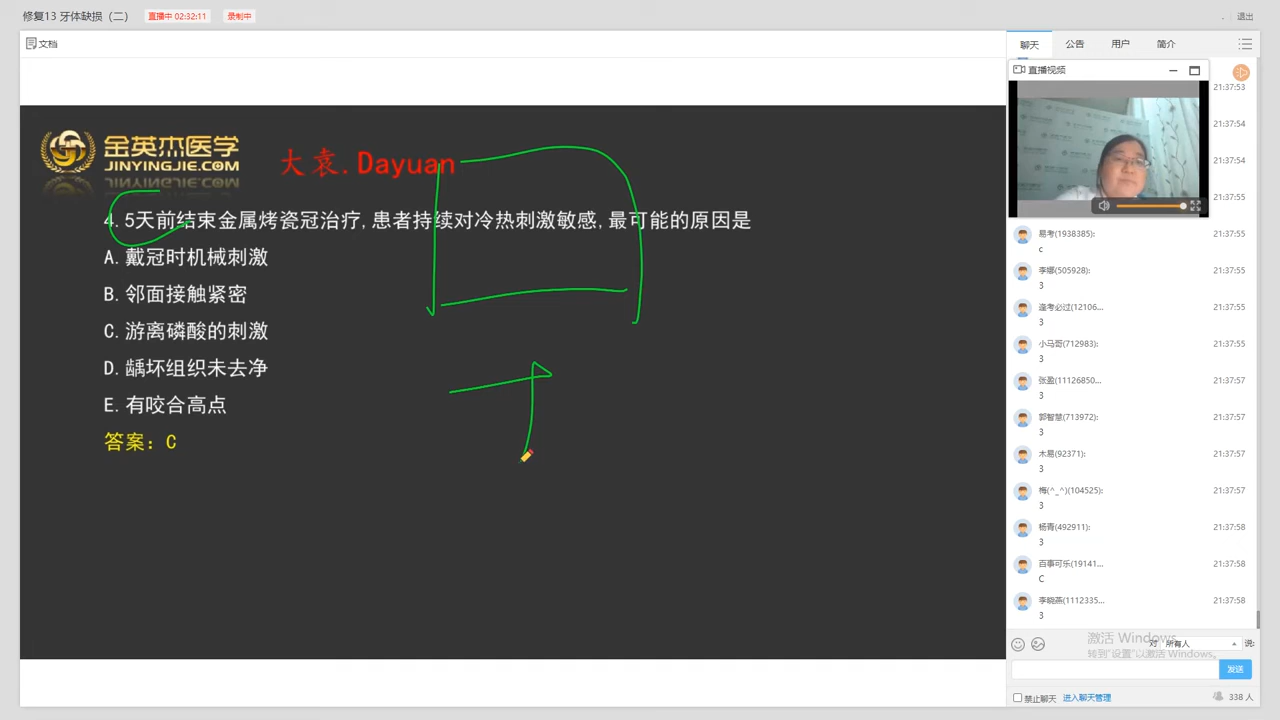 修复13 牙体缺损（二）
直播中 02:32:11
录制中
退出
文档
聊天
公告
用户
简介
直播视频
金英杰医学
JINYINGJIE.COM
大袁.Dayuan
4. 5天前结束金属烤瓷冠治疗, 患者持续对冷热刺激敏感, 最可能的原因是
A. 戴冠时机械刺激
B. 邻面接触紧密
C. 游离磷酸的刺激
D. 龋坏组织未去净
E. 有咬合高点
答案: C
21:37:53
21:37:54
21:37:54
21:37:55
易考(1938385): 21:37:55
c
李娜(505928): 21:37:55
3
逢考必过(12106... 21:37:55
3
小马哥(712983): 21:37:55
3
张盈(11126850... 21:37:57
3
郭智慧(713972): 21:37:57
3
木易(92371): 21:37:57
3
梅(^_^)(104525): 21:37:57
3
杨青(492911): 21:37:58
3
百事可乐(19141... 21:37:58
C
李晓燕(1112335... 21:37:58
3
激活 Windows
对 所有人 说:
转到"设置"以激活 Windows。
发送
禁止聊天 进入聊天管理
338 人